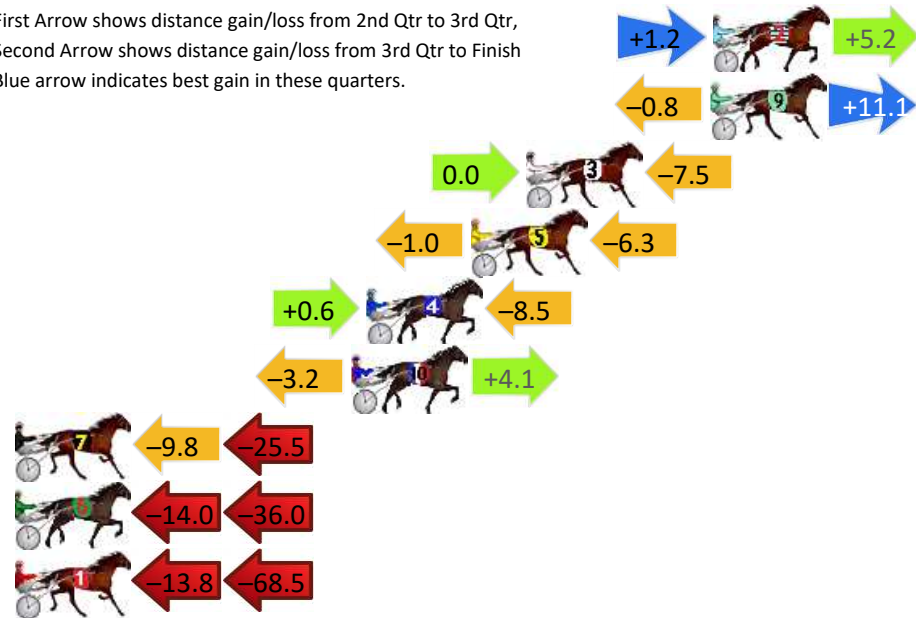 First Arrow shows distance gain/loss from 2nd Qtr to 3rd Qtr,
Second Arrow shows distance gain/loss from 3rd Qtr to Finish
Blue arrow indicates best gain in these quarters.
+1.2 +5.2
−0.8 9 +11.1
0.0 3 −7.5
−1.0 5 −6.3
+0.6 4 −8.5
−3.2 10 +4.1
7 −9.8 −25.5
−14.0 −36.0
1 −13.8 −68.5